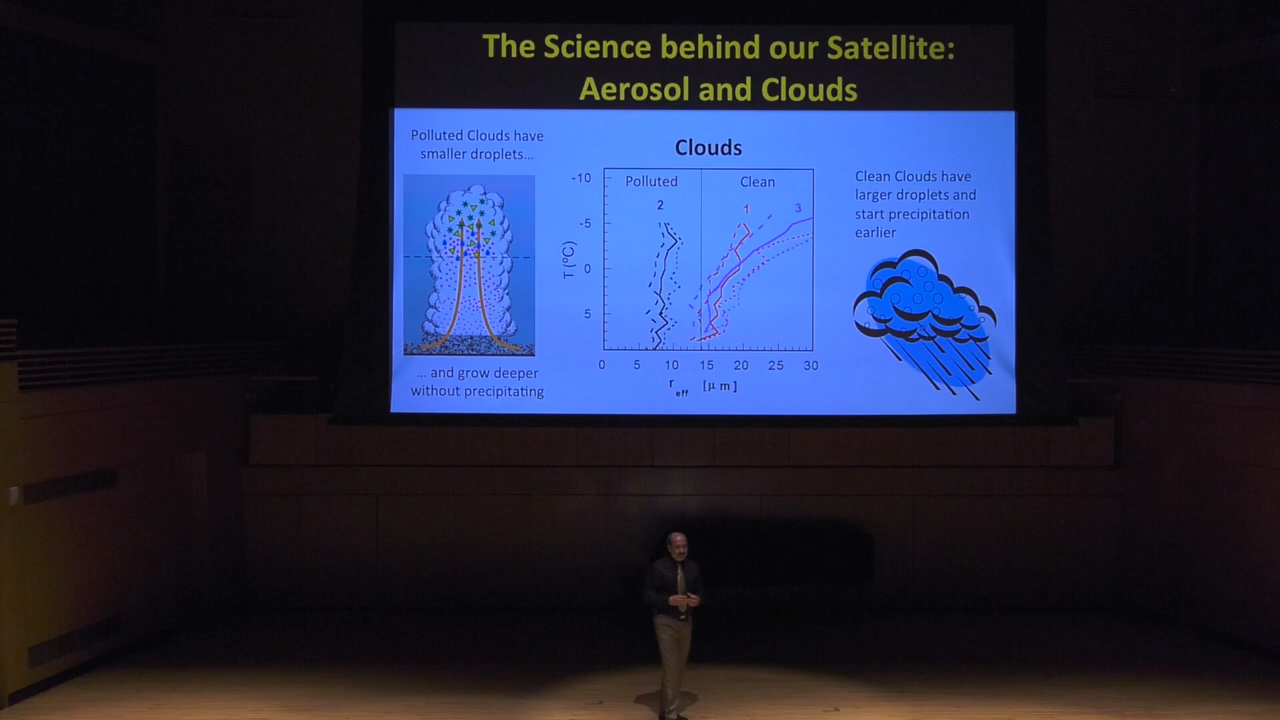 The Science behind our Satellite:
Aerosol and Clouds
Polluted Clouds have
smaller droplets...
... and grow deeper
without precipitating
Clouds
Polluted
Clean
2
1
3
-10
-5
0
5
T (ºC)
0
5
10
15
20
25
30
r eff [μ m]
Clean Clouds have
larger droplets and
start precipitation
earlier